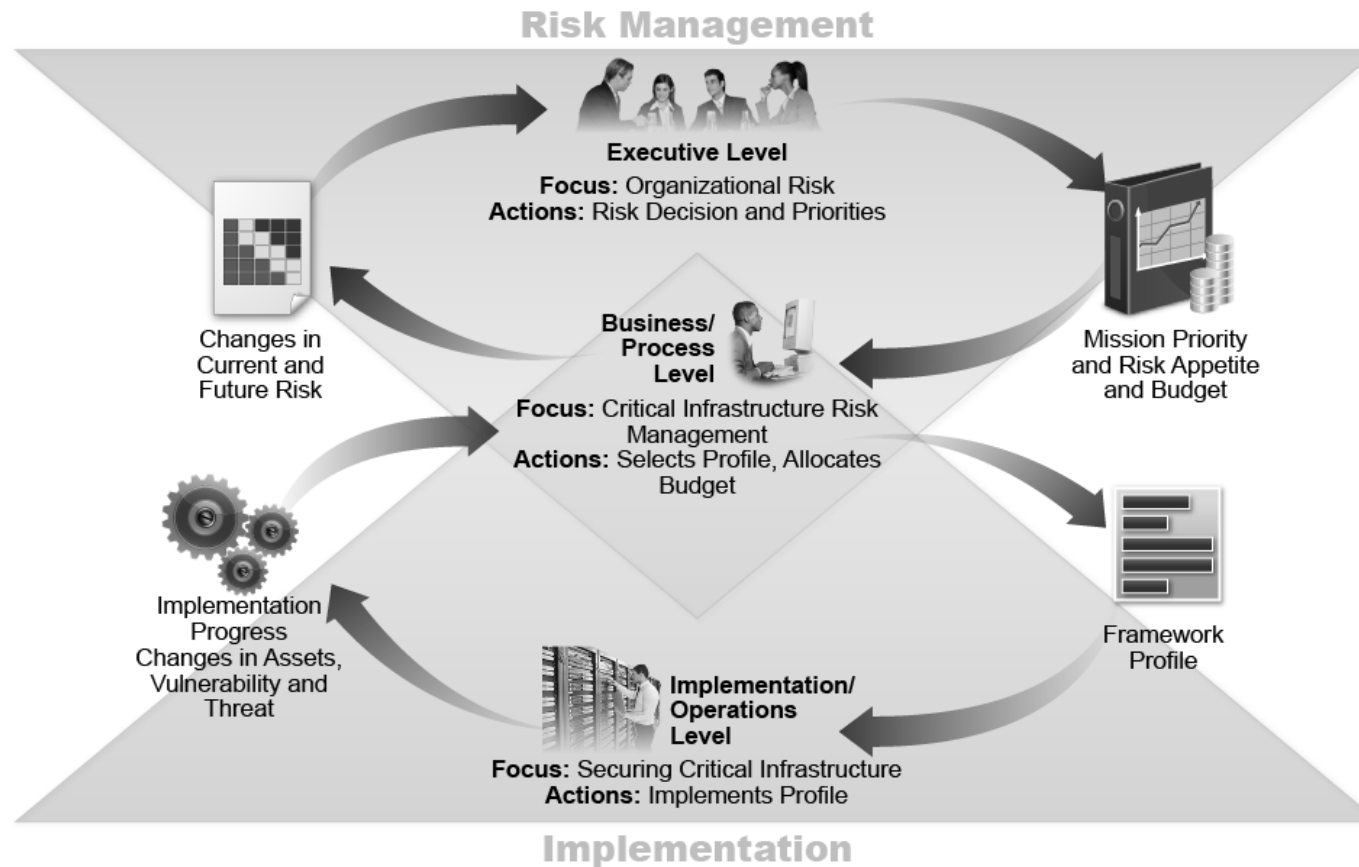 Risk Management
Executive Level
Focus: Organizational Risk
Actions: Risk Decision and Priorities
Changes in
Current and
Future Risk
Business/
Process
Level
Focus: Critical Infrastructure Risk
Management
Actions: Selects Profile, Allocates
Budget
Mission Priority
and Risk Appetite
and Budget
Implementation
Progress
Changes in Assets,
Vulnerability and
Threat
Framework
Profile
Implementation/
Operations
Level
Focus: Securing Critical Infrastructure
Actions: Implements Profile
Implementation